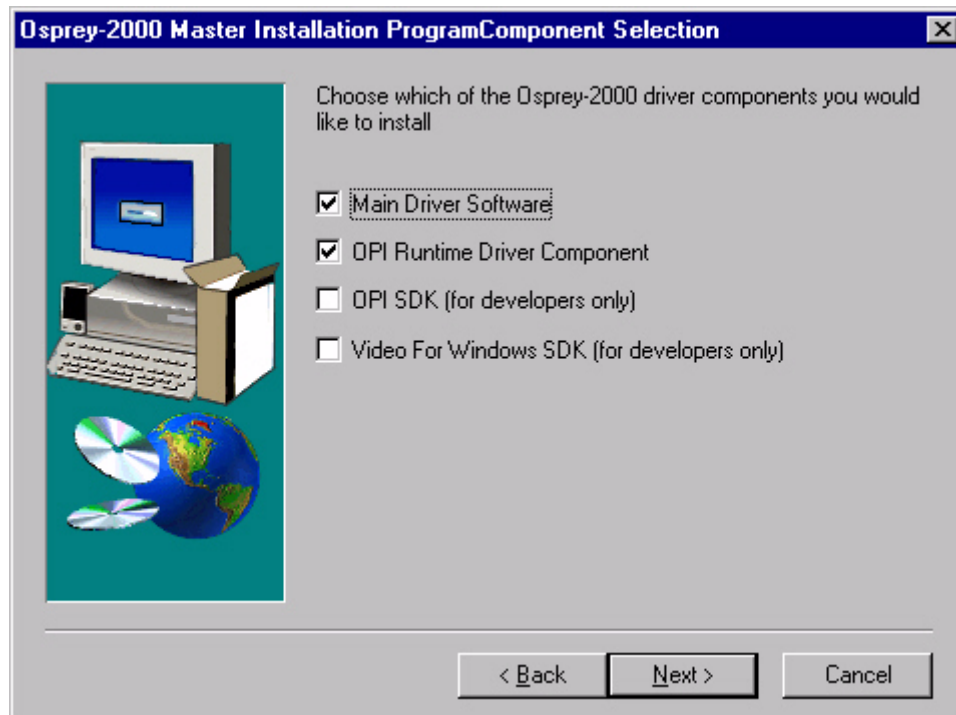 Osprey-2000 Master Installation ProgramComponent Selection
Choose which of the Osprey-2000 driver components you would
like to install
Main Driver Software
OPI Runtime Driver Component
OPI SDK (for developers only)
Video For Windows SDK (for developers only)
< Back
Next >
Cancel